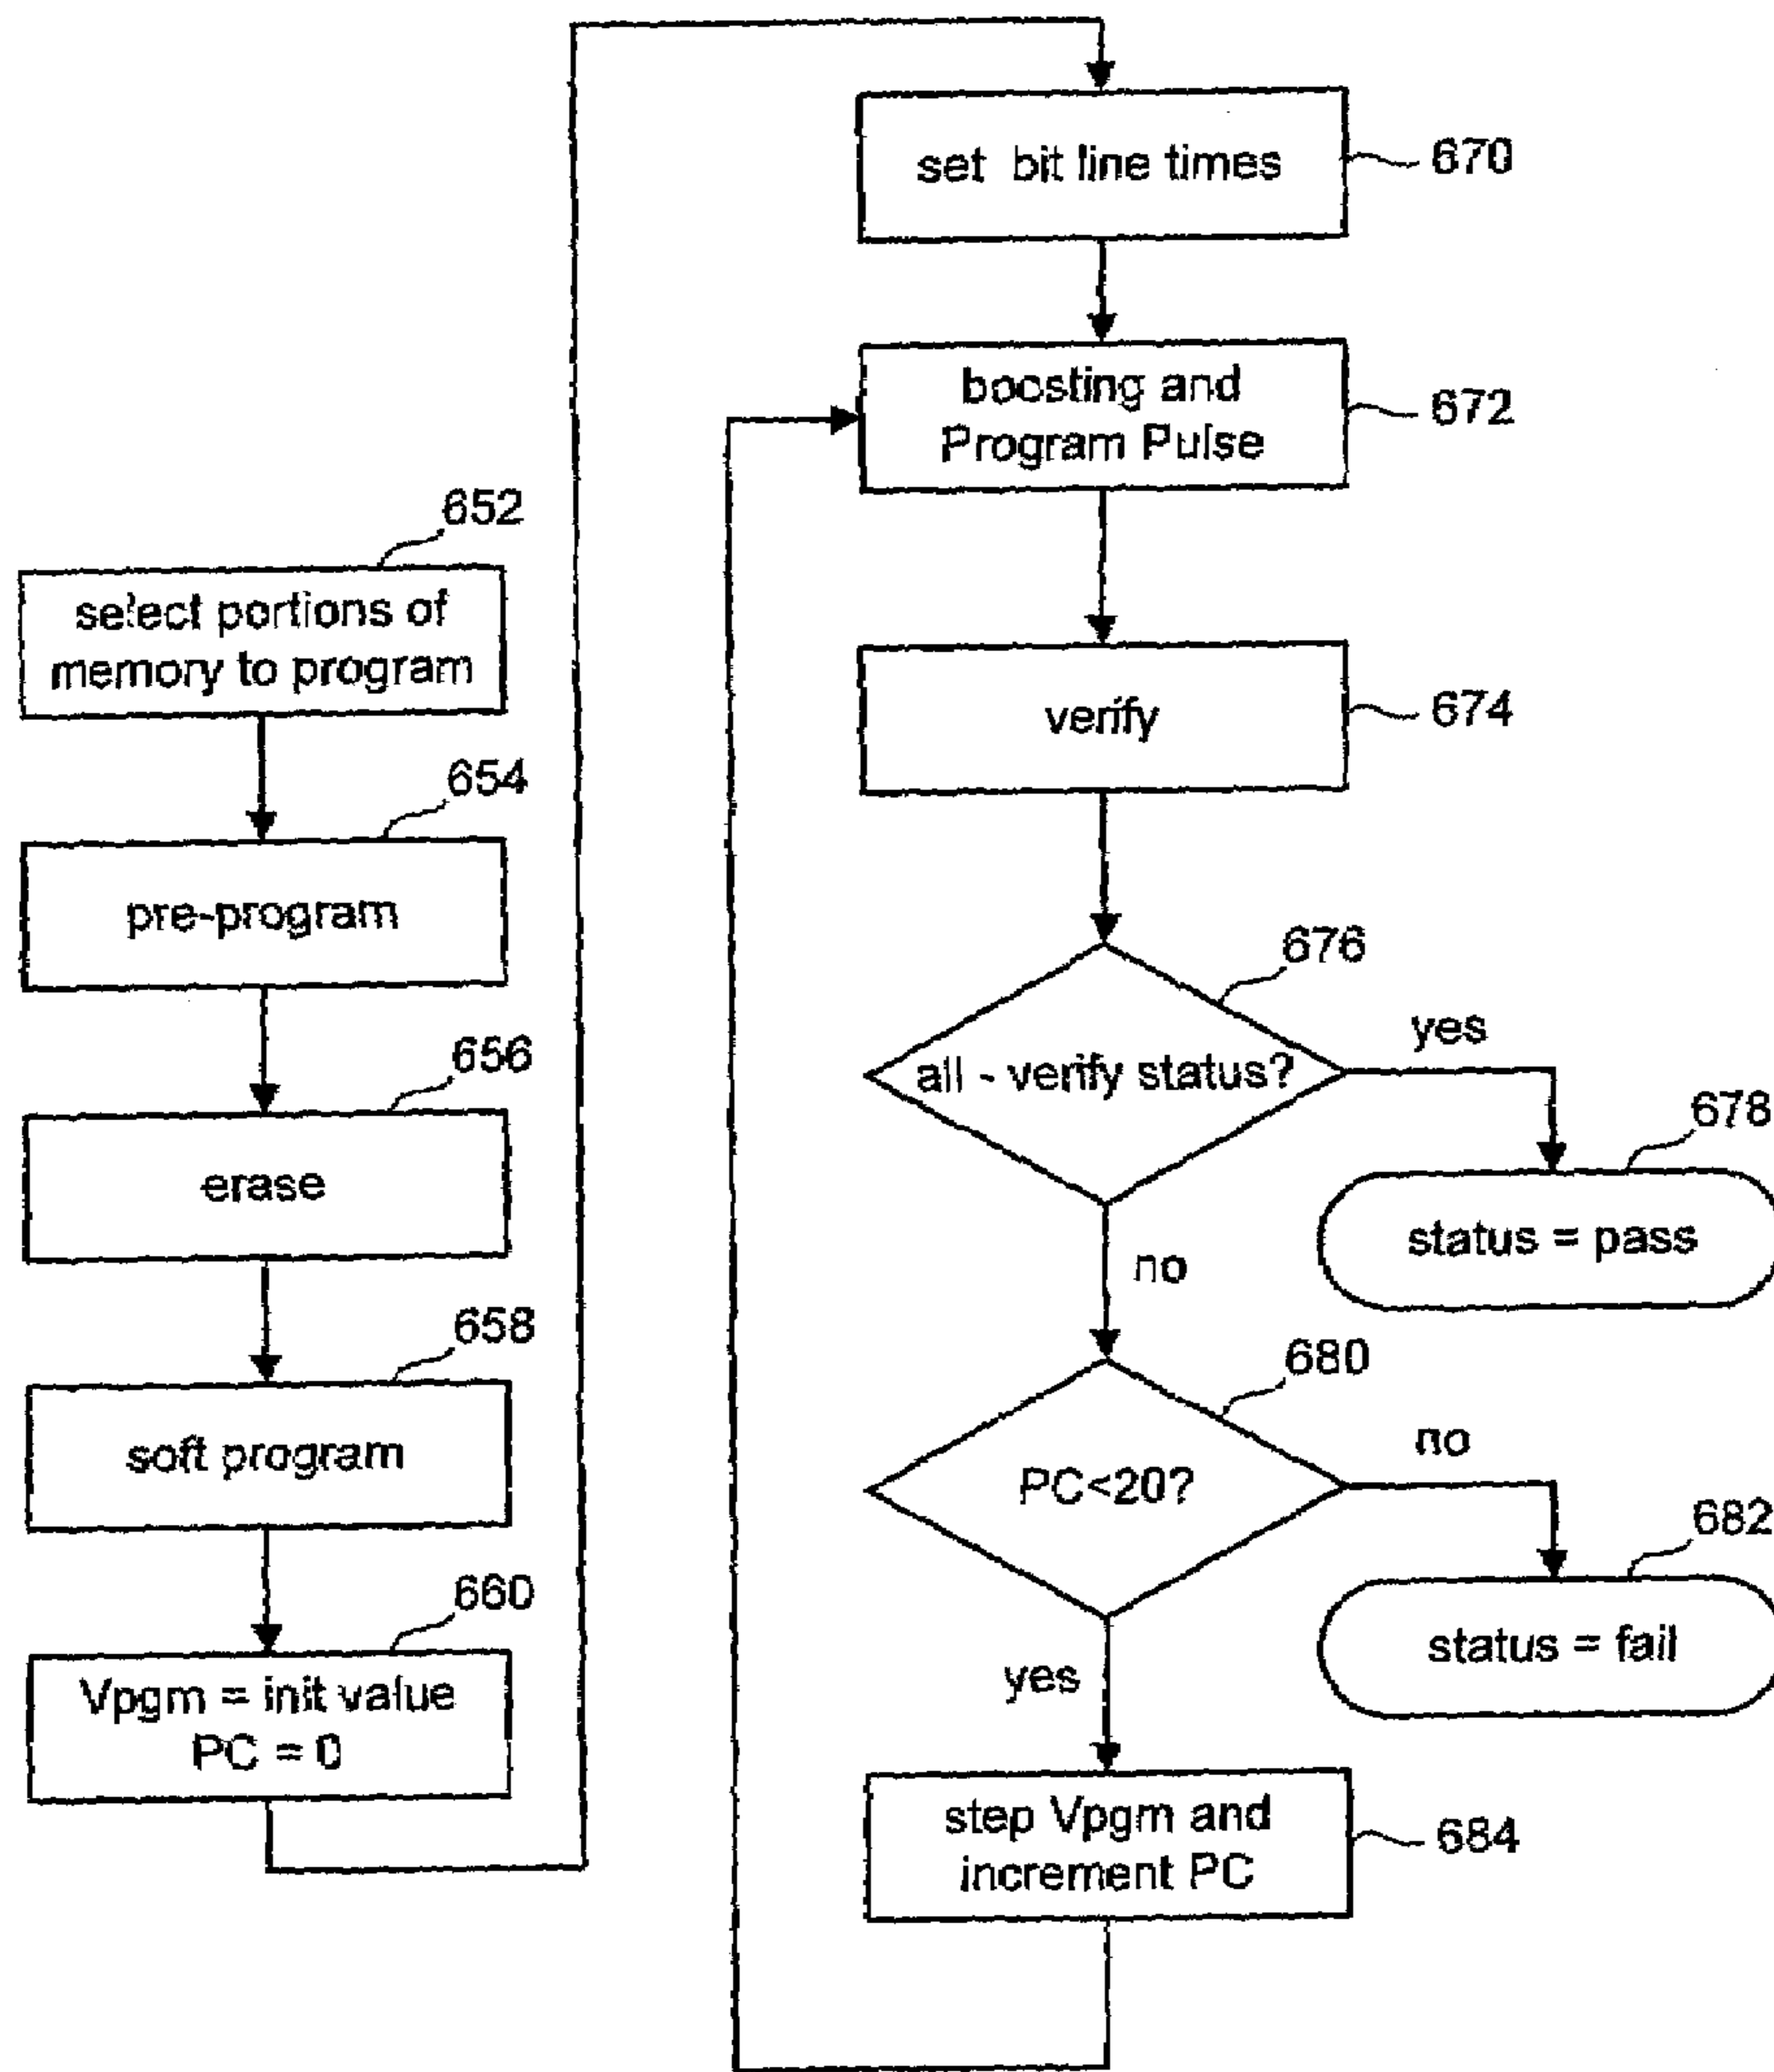 652
select portions of
memory to program
654
pre-program
656
erase
658
soft program
660
Vpgm = init value
PC = 0
set bit line times
670
boosting and
Program Pulse
672
verify
674
676
all - verify status?
yes
678
status = pass
no
680
PC<20?
no
682
status = fail
yes
step Vpgm and
increment PC
684